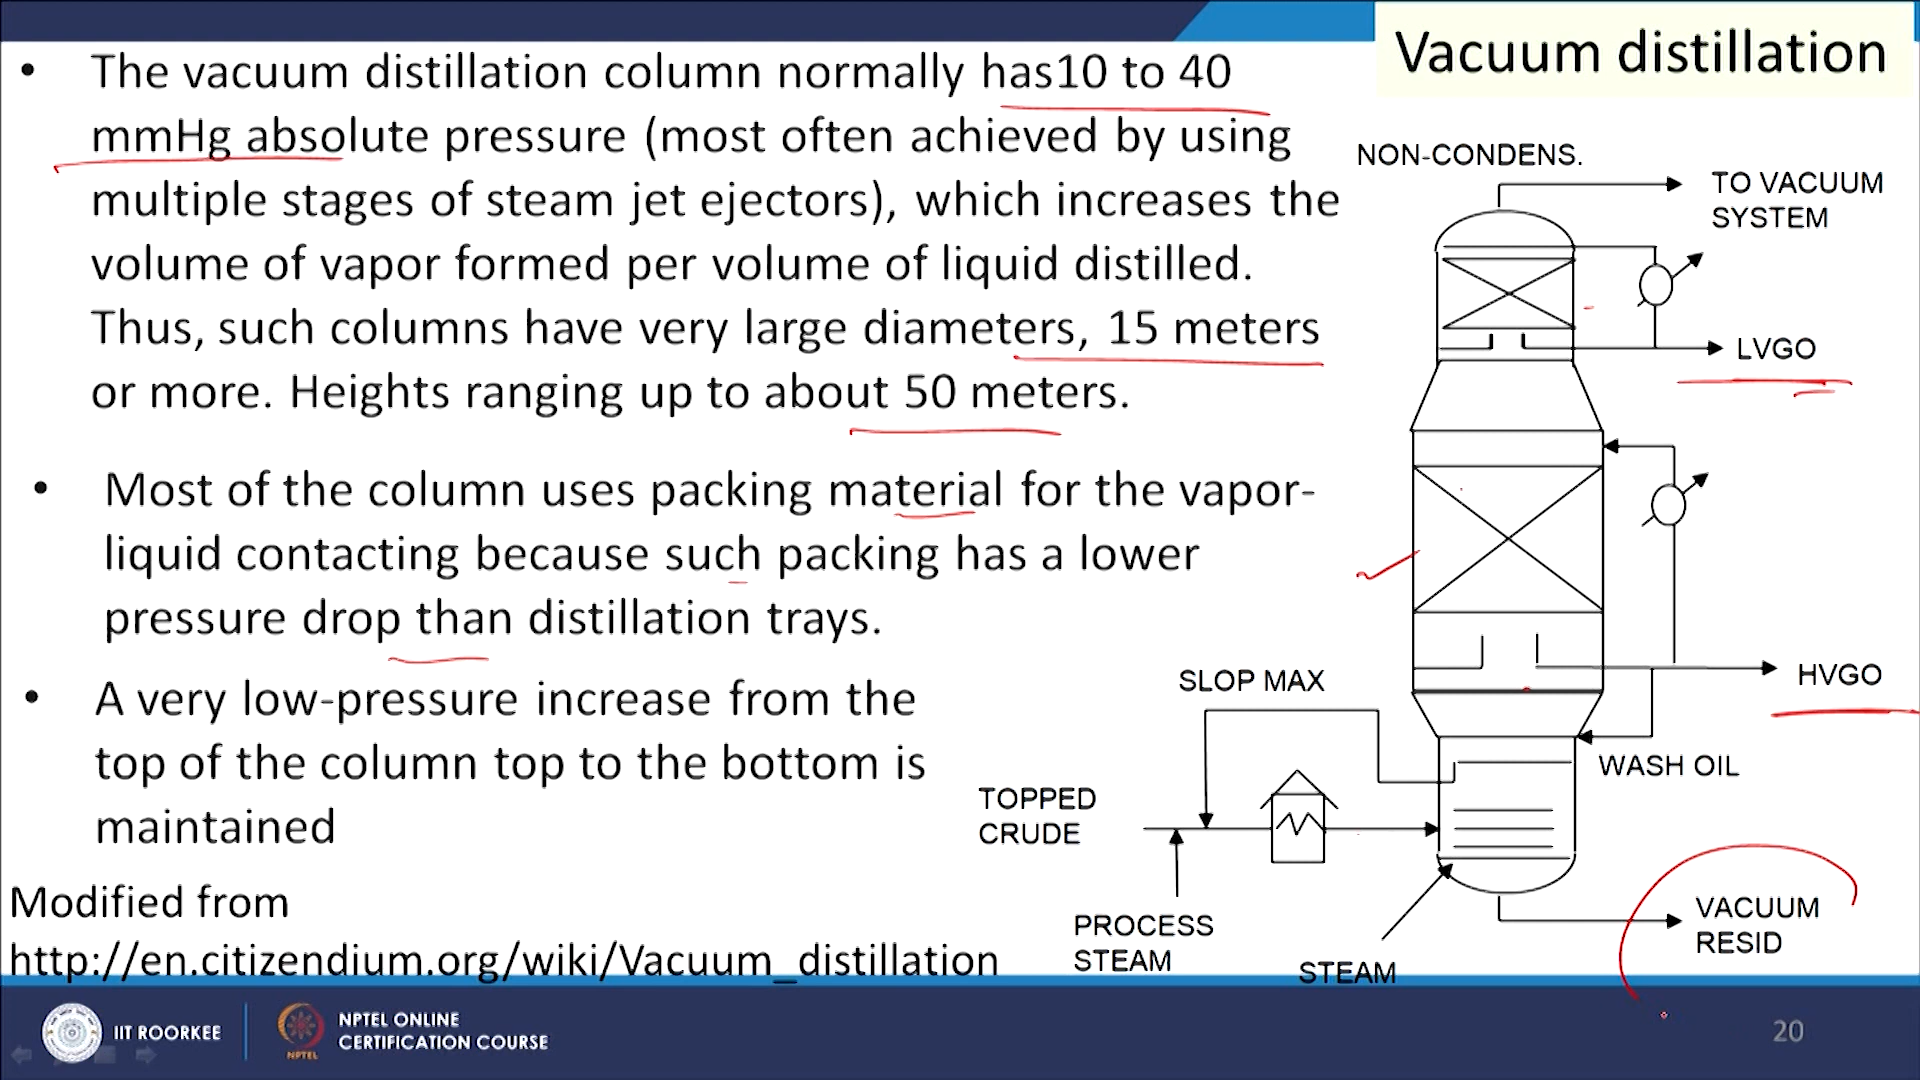 Vacuum distillation
• The vacuum distillation column normally has10 to 40
mmHg absolute pressure (most often achieved by using
multiple stages of steam jet ejectors), which increases the
volume of vapor formed per volume of liquid distilled.
Thus, such columns have very large diameters, 15 meters
or more. Heights ranging up to about 50 meters.
• Most of the column uses packing material for the vapor-
liquid contacting because such packing has a lower
pressure drop than distillation trays.
• A very low-pressure increase from the
top of the column top to the bottom is
maintained
Modified from
http://en.citizendium.org/wiki/Vacuum_distillation
NON-CONDENS.
TO VACUUM
SYSTEM
LVGO
HVGO
SLOP MAX
WASH OIL
TOPPED
CRUDE
PROCESS
STEAM
STEAM
VACUUM
RESID
IIT ROORKEE
NPTEL
NPTEL ONLINE
CERTIFICATION COURSE
20